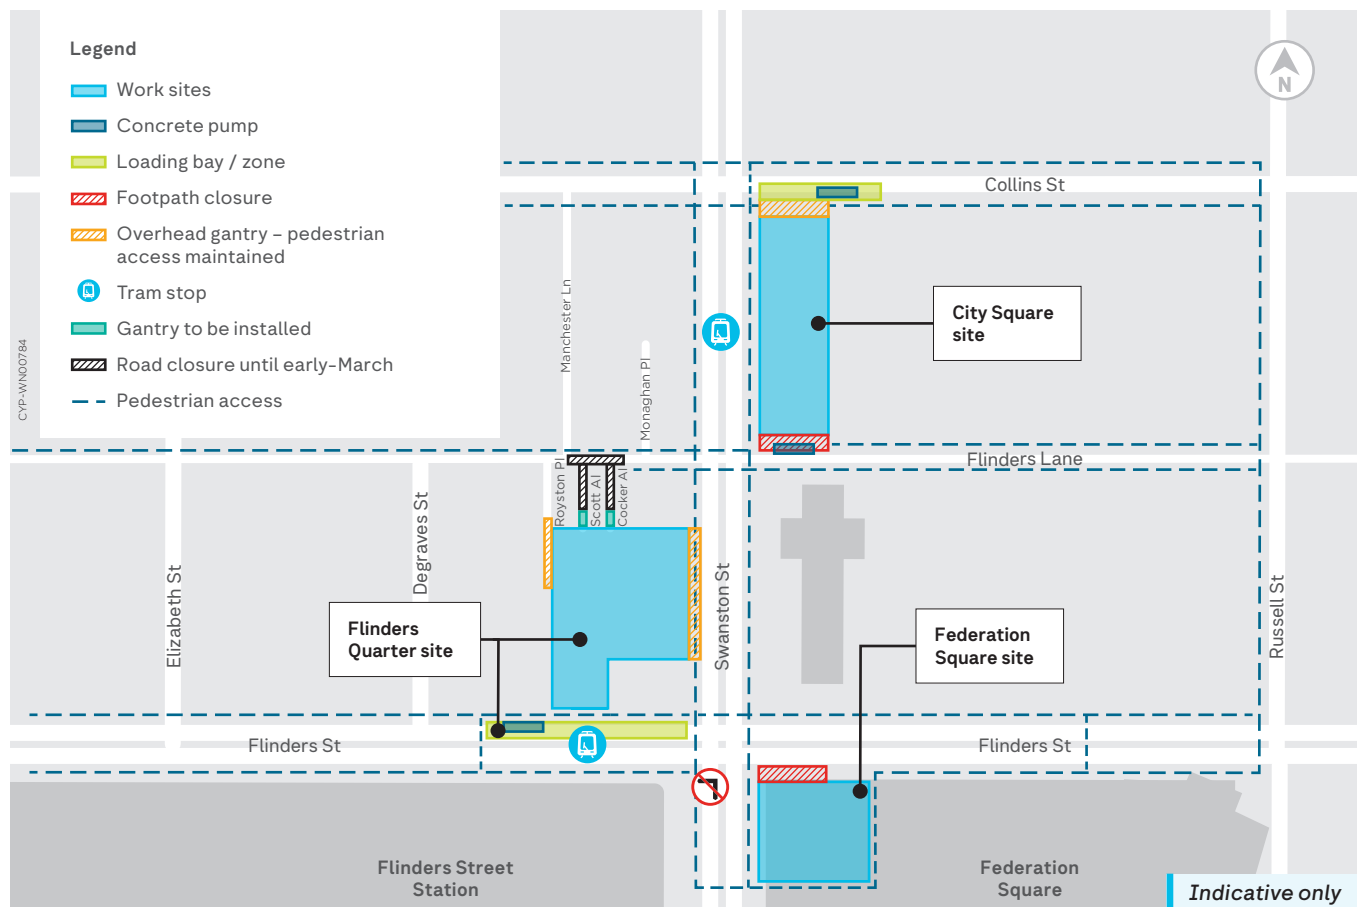 Legend
Work sites
Concrete pump
Loading bay / zone
Footpath closure
Overhead gantry – pedestrian
access maintained
Tram stop
Gantry to be installed
Road closure until early-March
Pedestrian access
CYP-WN00784
N
Collins St
Manchester Ln
Monaghan Pl
City Square
site
Flinders Lane
Royston Pl
Scott Al
Cocker Al
Elizabeth St
Degraves St
Swanston St
Russell St
Flinders
Quarter site
Federation
Square site
Flinders St
Flinders St
Flinders Street
Station
Federation
Square
Indicative only